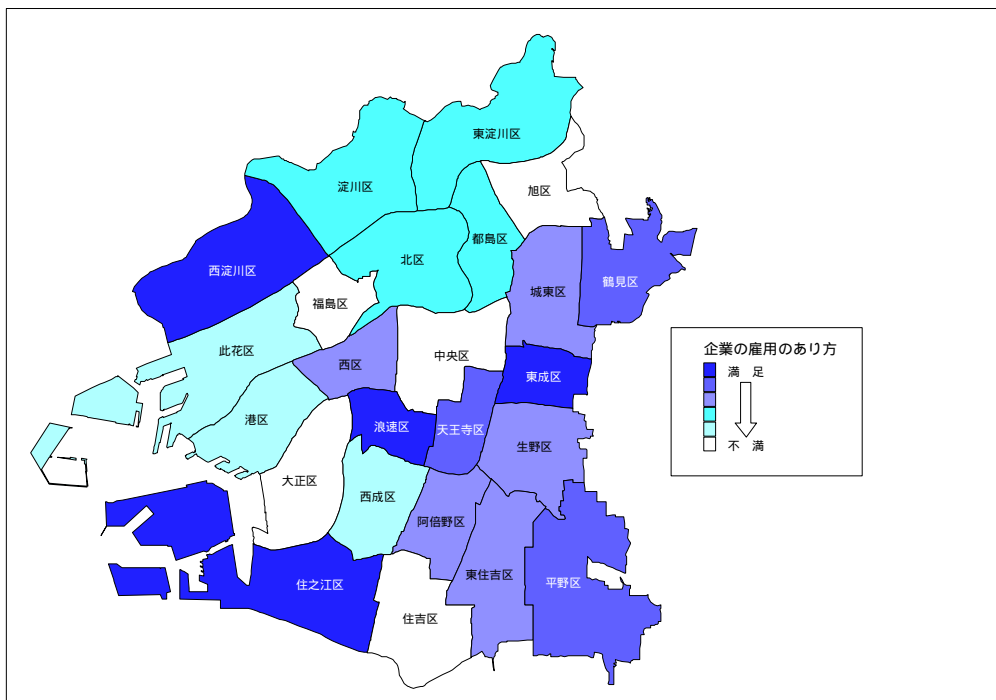 東淀川区
淀川区
旭区
都島区
北区
西淀川区
鶴見区
城東区
福島区
此花区
中央区
西区
東成区
港区
浪速区
天王寺区
生野区
大正区
西成区
阿倍野区
東住吉区
平野区
住之江区
住吉区
企業の雇用のあり方
満 足
不 満